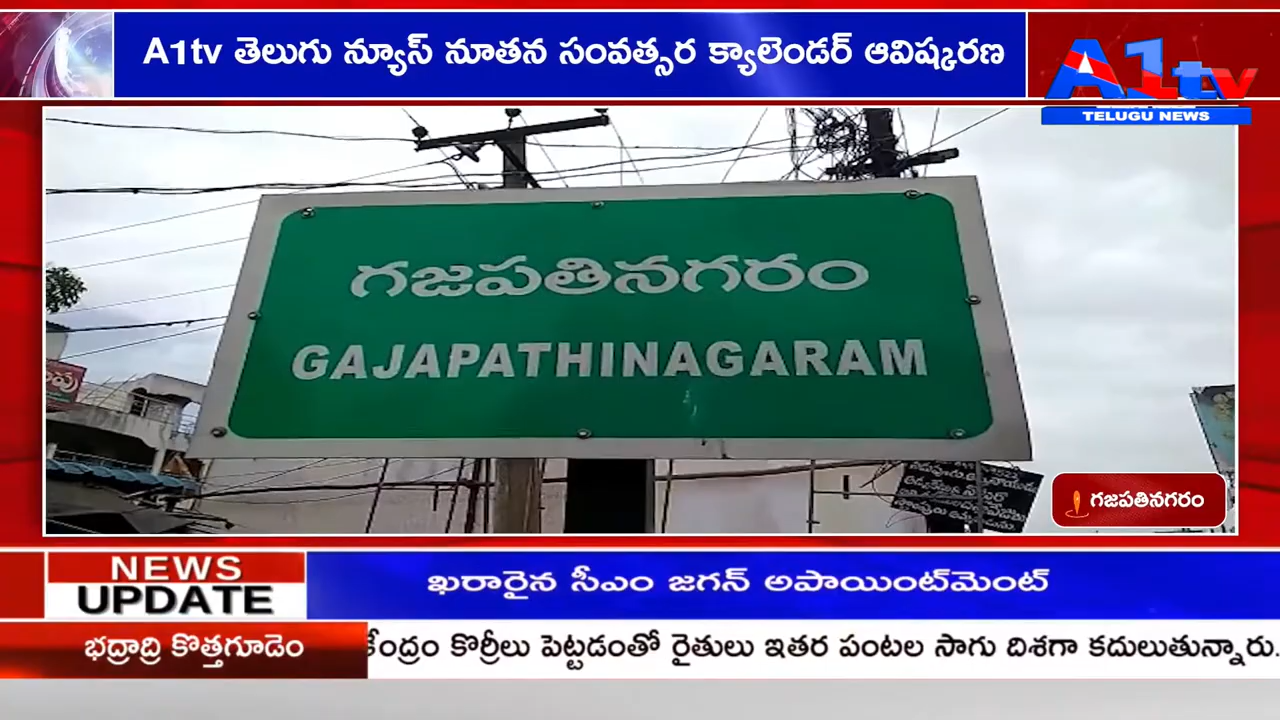 A1tv తెలుగు న్యూస్ నూతన సంవత్సర క్యాలెండర్ ఆవిష్కరణ
A1tv
TELUGU NEWS
గజపతినగరం
GAJAPATHINAGARAM
గజపతినగరం
NEWS
UPDATE
ఖరారైన సీఎం జగన్ అపాయింట్‌మెంట్
భద్రాద్రి కొత్తగూడెం
కేంద్రం కొర్రీలు పెట్టడంతో రైతులు ఇతర పంటల సాగు దిశగా కదులుతున్నారు.